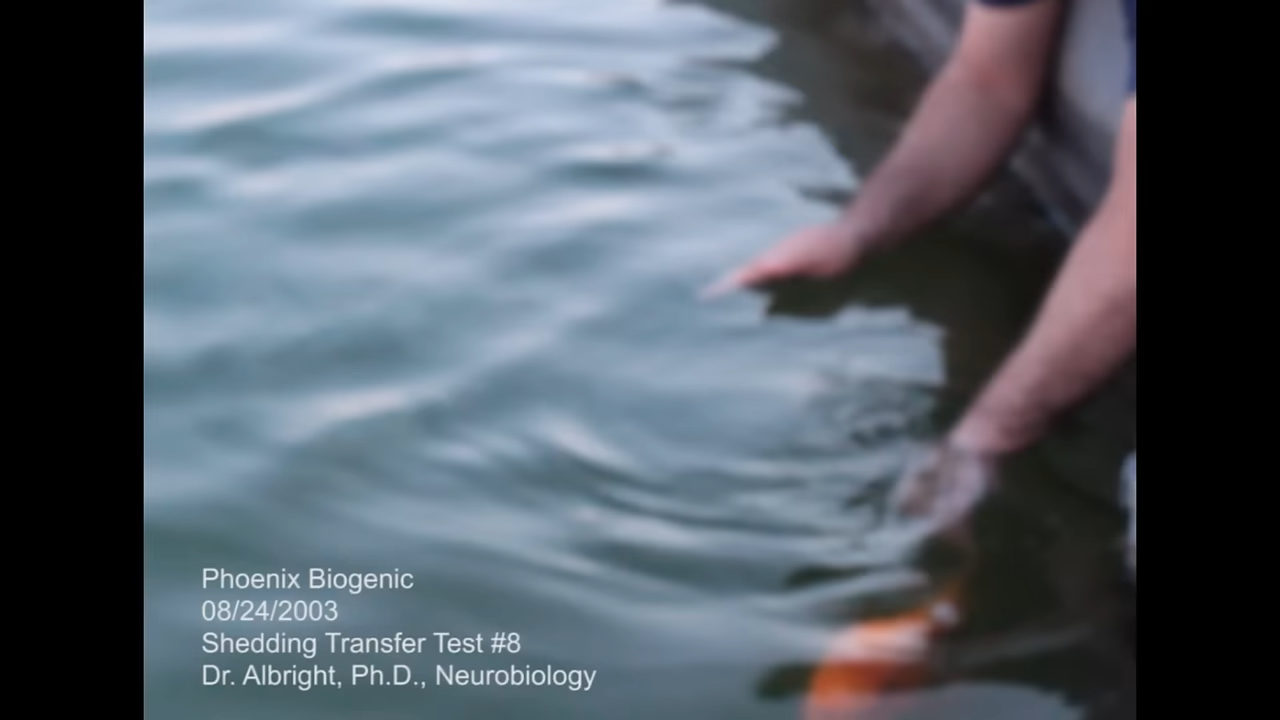 Phoenix Biogenic
08/24/2003
Shedding Transfer Test #8
Dr. Albright, Ph.D., Neurobiology